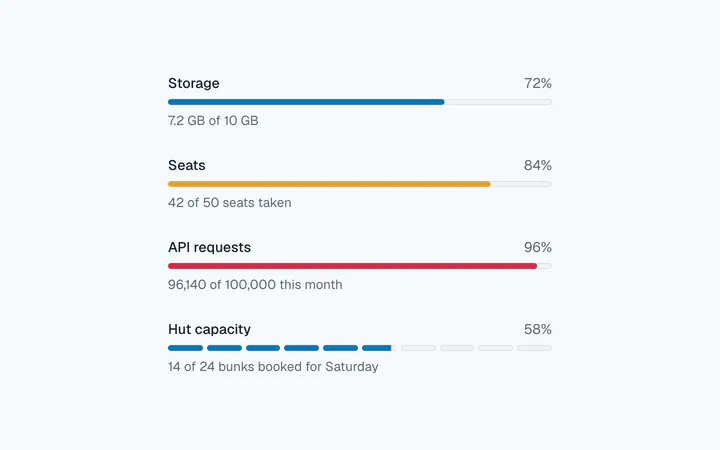 Storage 72%
7.2 GB of 10 GB
Seats 84%
42 of 50 seats taken
API requests 96%
96,140 of 100,000 this month
Hut capacity 58%
14 of 24 bunks booked for Saturday